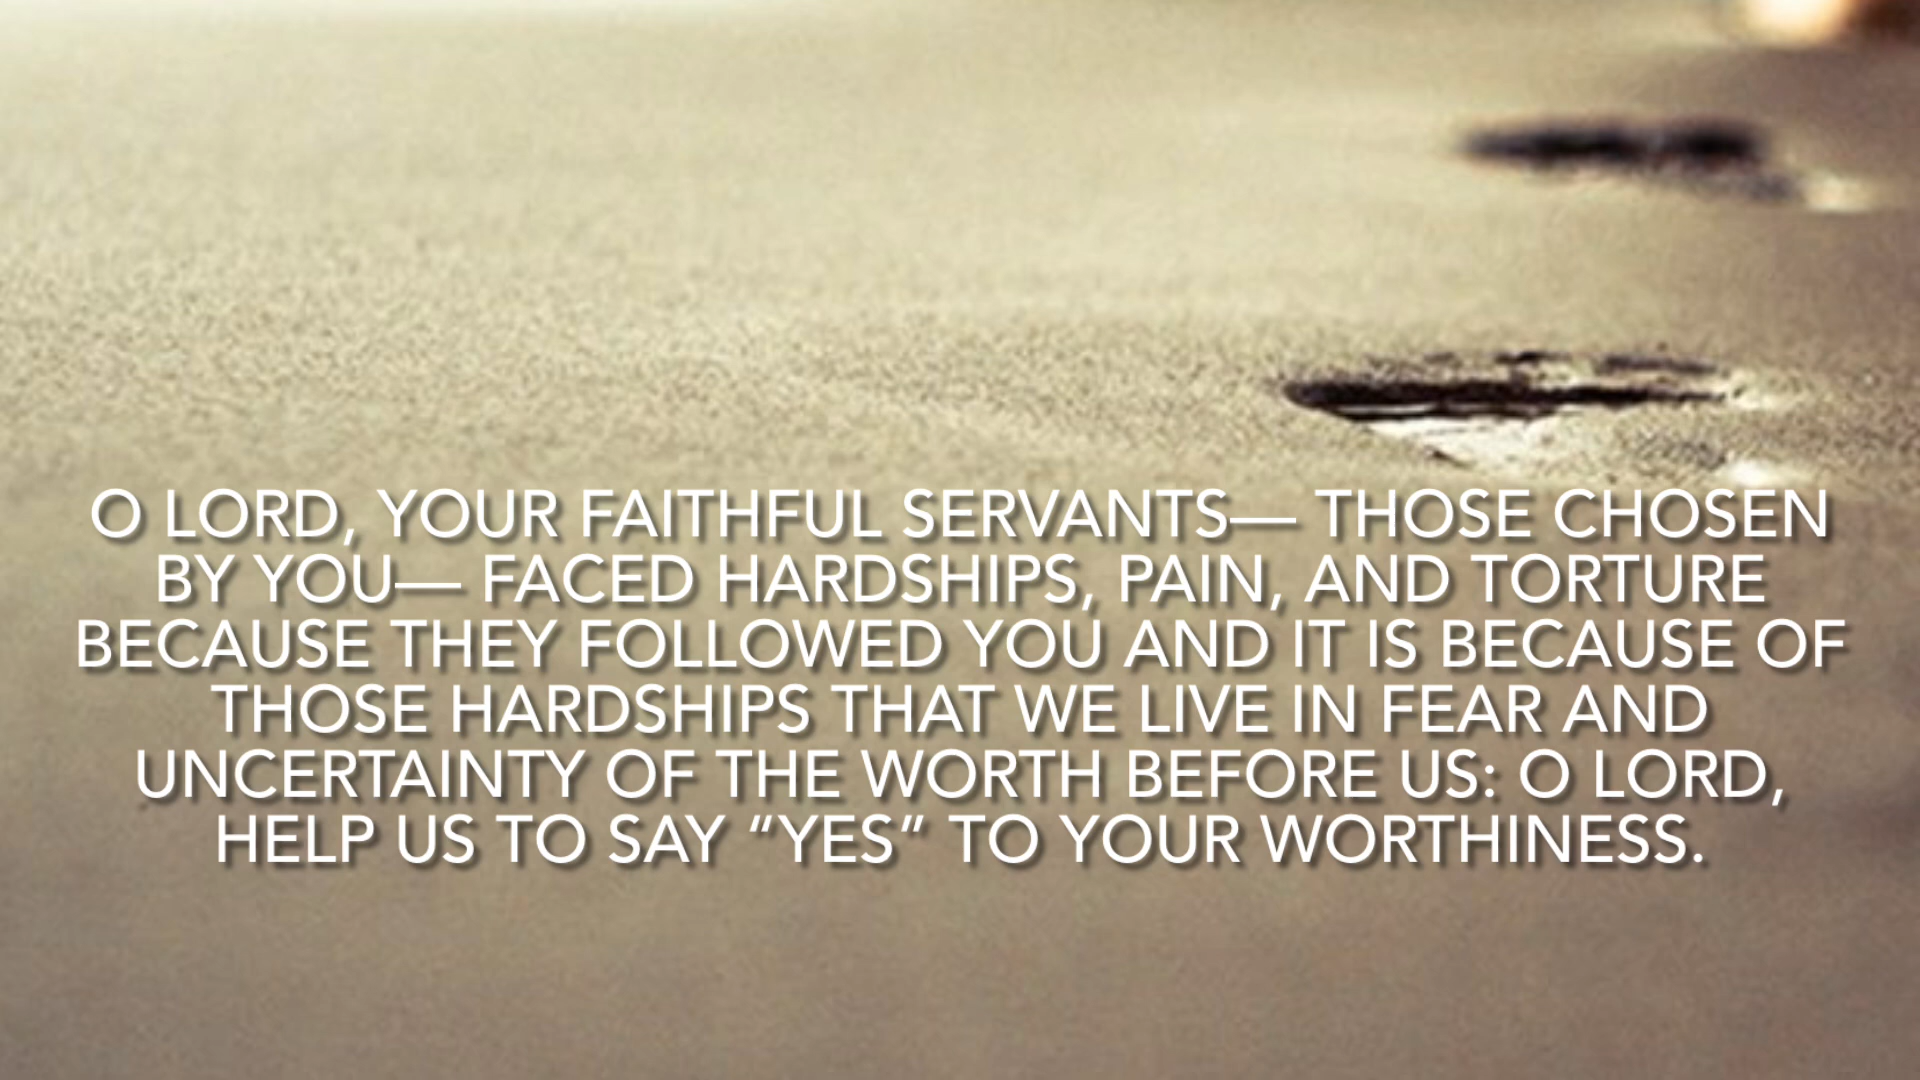 O LORD, YOUR FAITHFUL SERVANTS— THOSE CHOSEN
BY YOU— FACED HARDSHIPS, PAIN, AND TORTURE
BECAUSE THEY FOLLOWED YOU AND IT IS BECAUSE OF
THOSE HARDSHIPS THAT WE LIVE IN FEAR AND
UNCERTAINTY OF THE WORTH BEFORE US: O LORD,
HELP US TO SAY “YES” TO YOUR WORTHINESS.